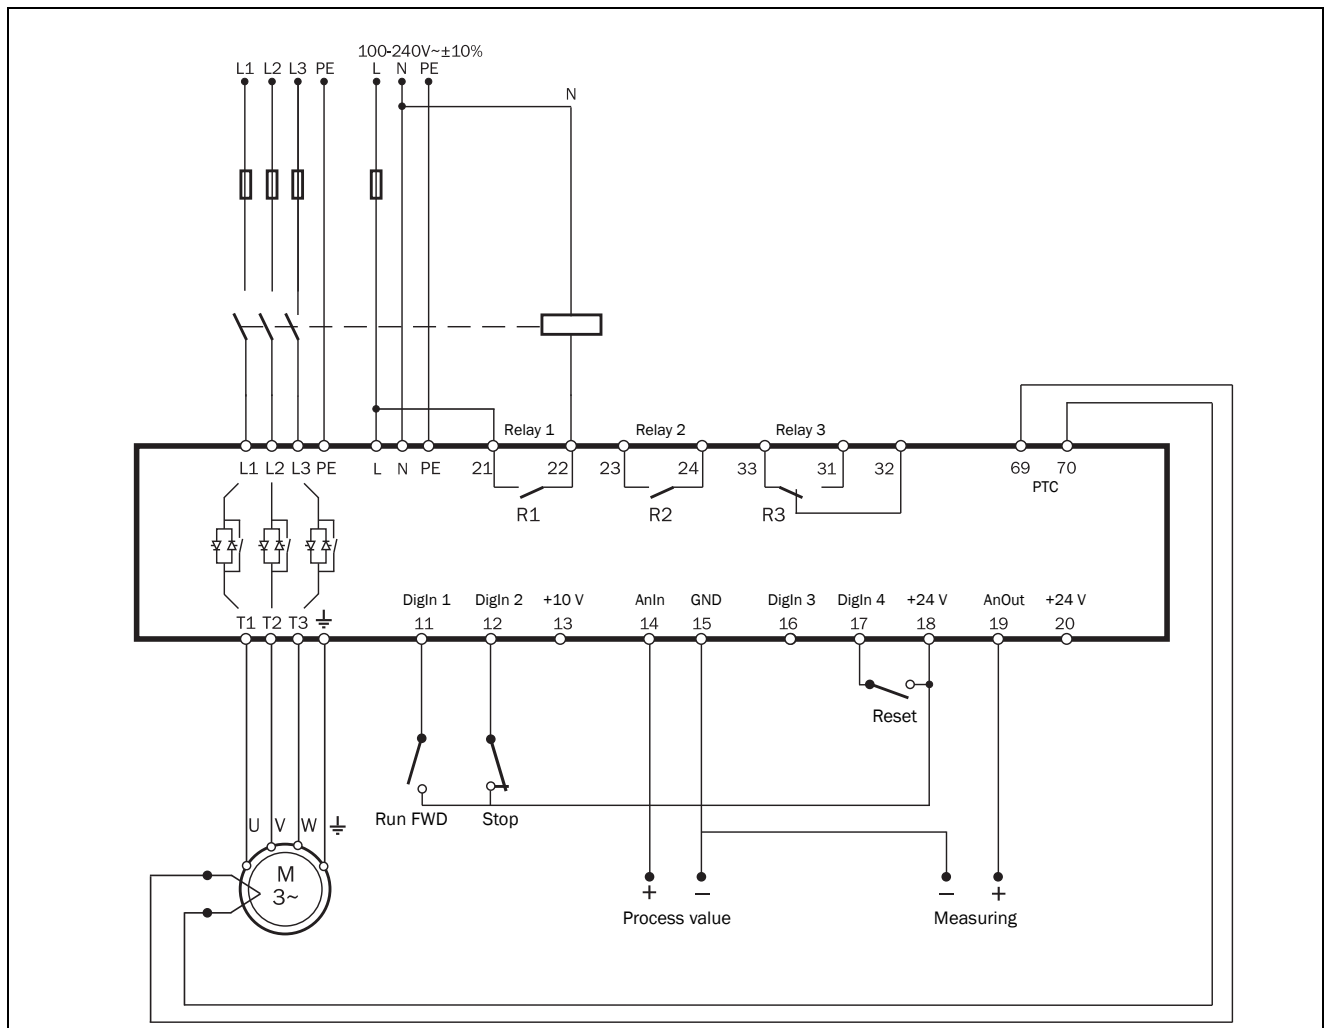 100-240V~±10%
L1 L2 L3 PE L N PE
N
Relay 1 Relay 2 Relay 3
L1 L2 L3 PE L N PE 21 22 23 24 33 31 32 69 70
PTC
R1 R2 R3
DigIn 1 DigIn 2 +10 V AnIn GND DigIn 3 DigIn 4 +24 V AnOut +24 V
T1 T2 T3 11 12 13 14 15 16 17 18 19 20
Reset
Run FWD Stop
U V W
M
3~
+ – – +
Process value Measuring